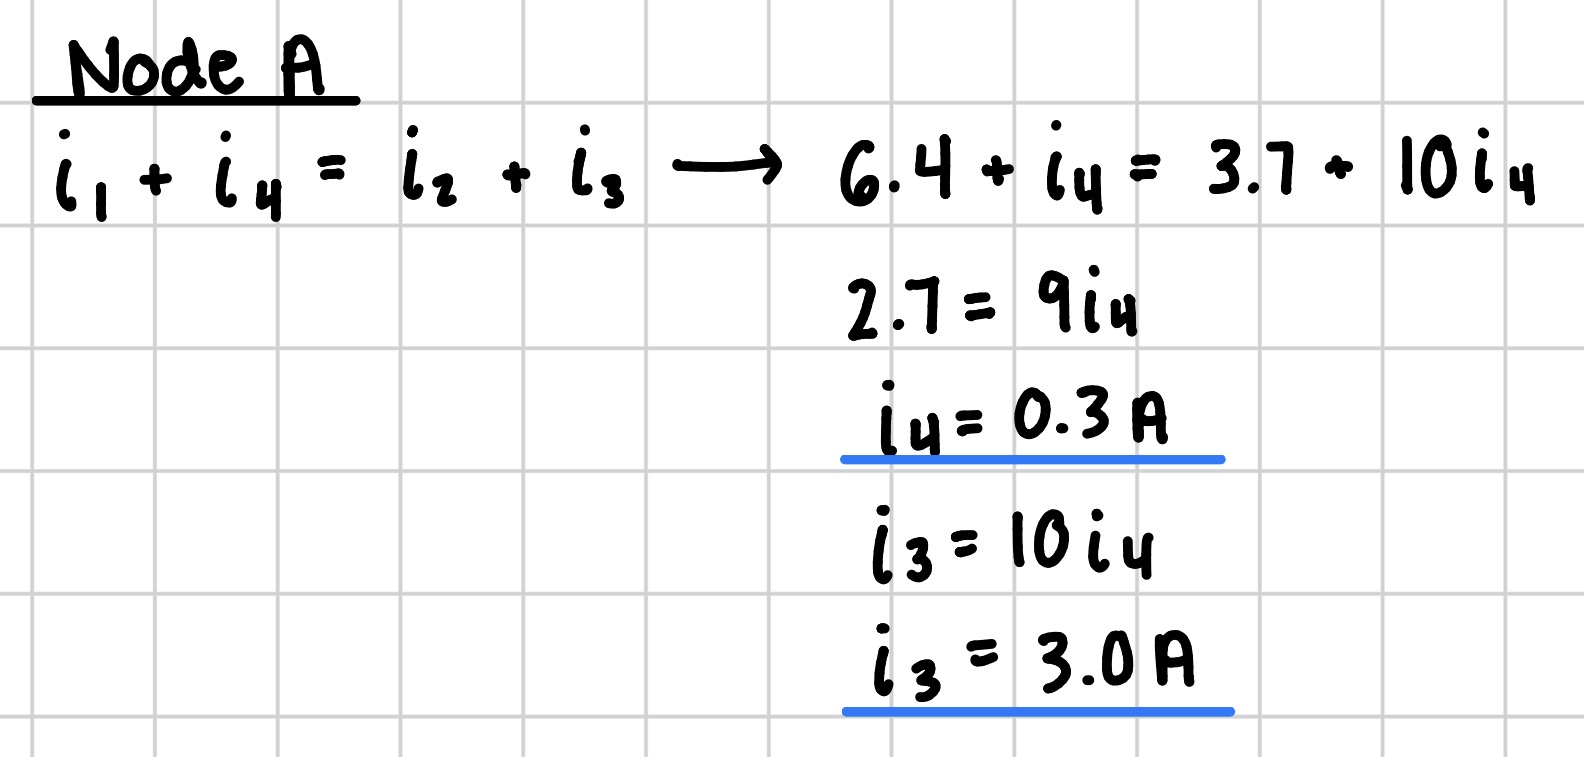 Node A
i₁ + i₄ = i₂ + i₃ → 6.4 + i₄ = 3.7 + 10i₄
2.7 = 9i₄
i₄ = 0.3 A
i₃ = 10i₄
i₃ = 3.0 A